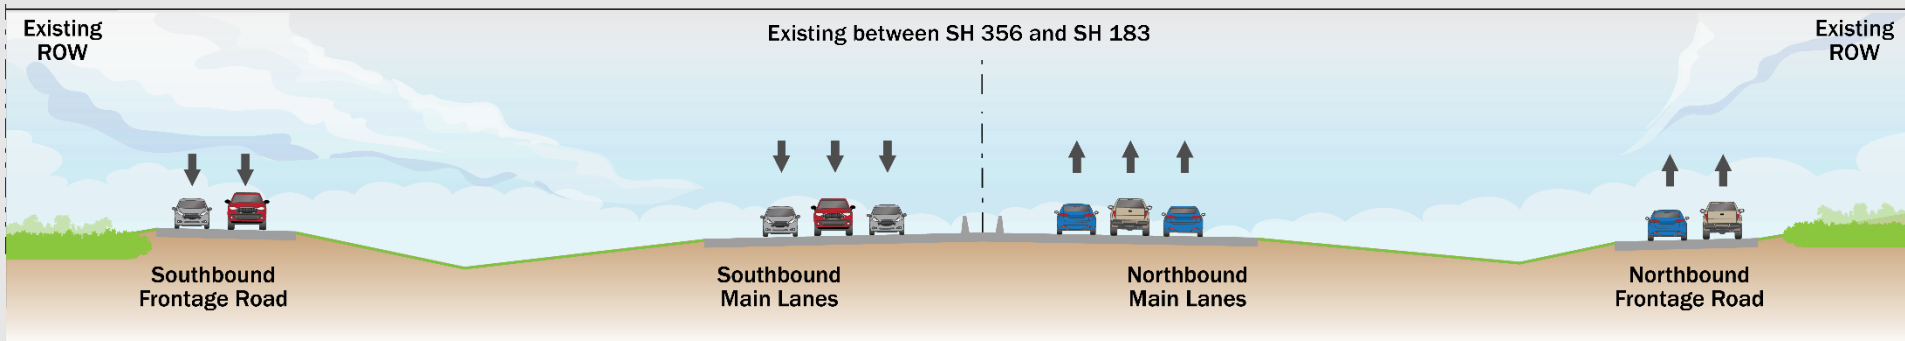 Existing
ROW
Existing between SH 356 and SH 183
Existing
ROW
Southbound
Frontage Road
Southbound
Main Lanes
Northbound
Main Lanes
Northbound
Frontage Road